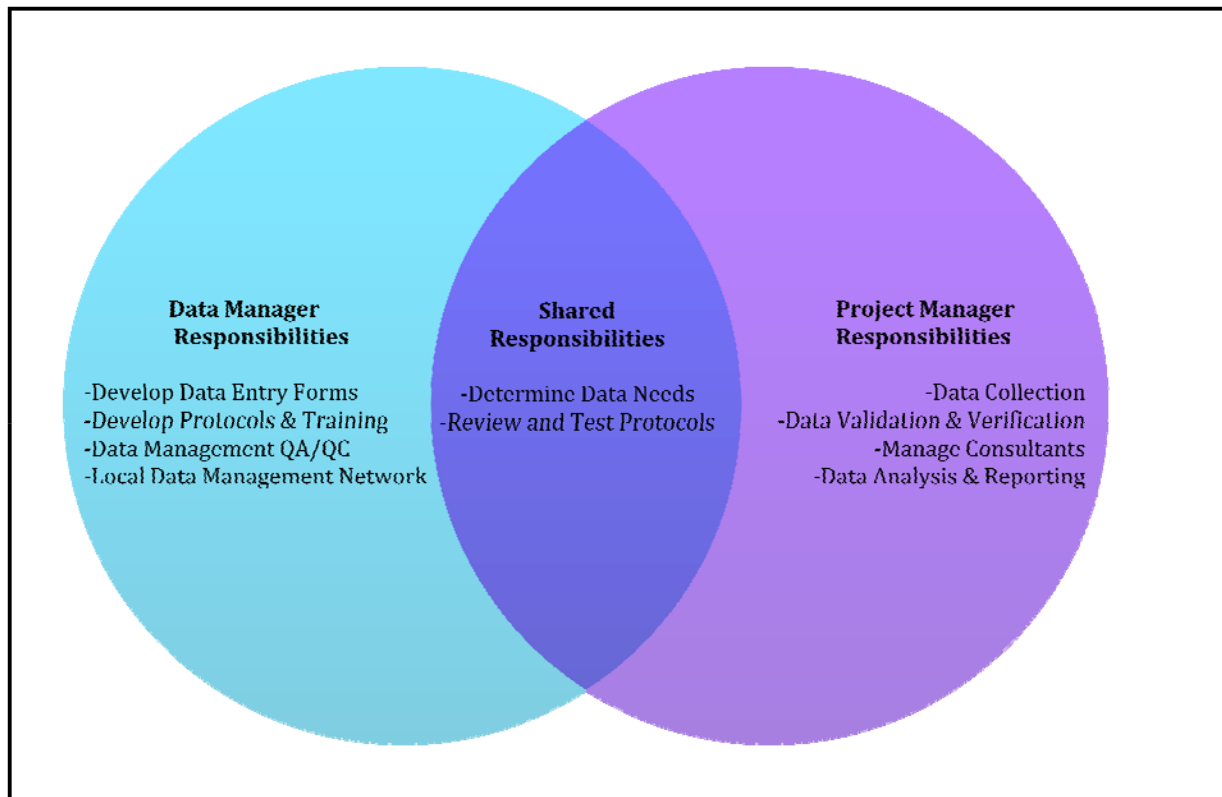 Data Manager
Responsibilities
-Develop Data Entry Forms
-Develop Protocols & Training
-Data Management QA/QC
-Local Data Management Network
Shared
Responsibilities
-Determine Data Needs
-Review and Test Protocols
Project Manager
Responsibilities
-Data Collection
-Data Validation & Verification
-Manage Consultants
-Data Analysis & Reporting